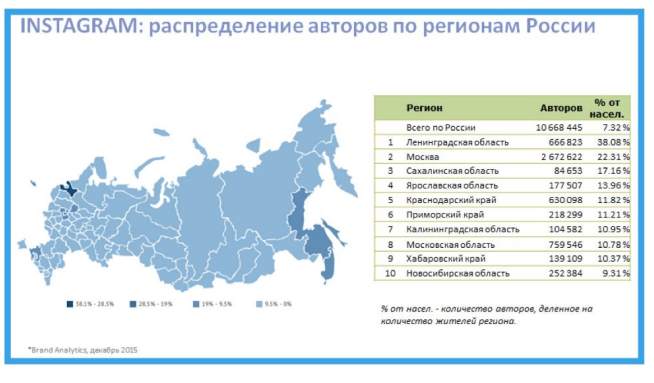 INSTAGRAM: распределение авторов по регионам России
Регион Авторов % от насел.
Всего по России 10 668 445 7.32%
1 Ленинградская область 666 823 38.08%
2 Москва 2 672 622 22.31%
3 Сахалинская область 84 653 17.16%
4 Ярославская область 177 507 13.96%
5 Краснодарский край 630 098 11.82%
6 Приморский край 218 299 11.21%
7 Калининградская область 104 582 10.95%
8 Московская область 759 546 10.78%
9 Хабаровский край 139 109 10.37%
10 Новосибирская область 252 384 9.31%
38.1% - 28.5% 28.5% - 19% 19% - 9.5% 9.5% - 0%
% от насел. - количество авторов, деленное на
количество жителей региона.
*Brand Analytics, декабрь 2015